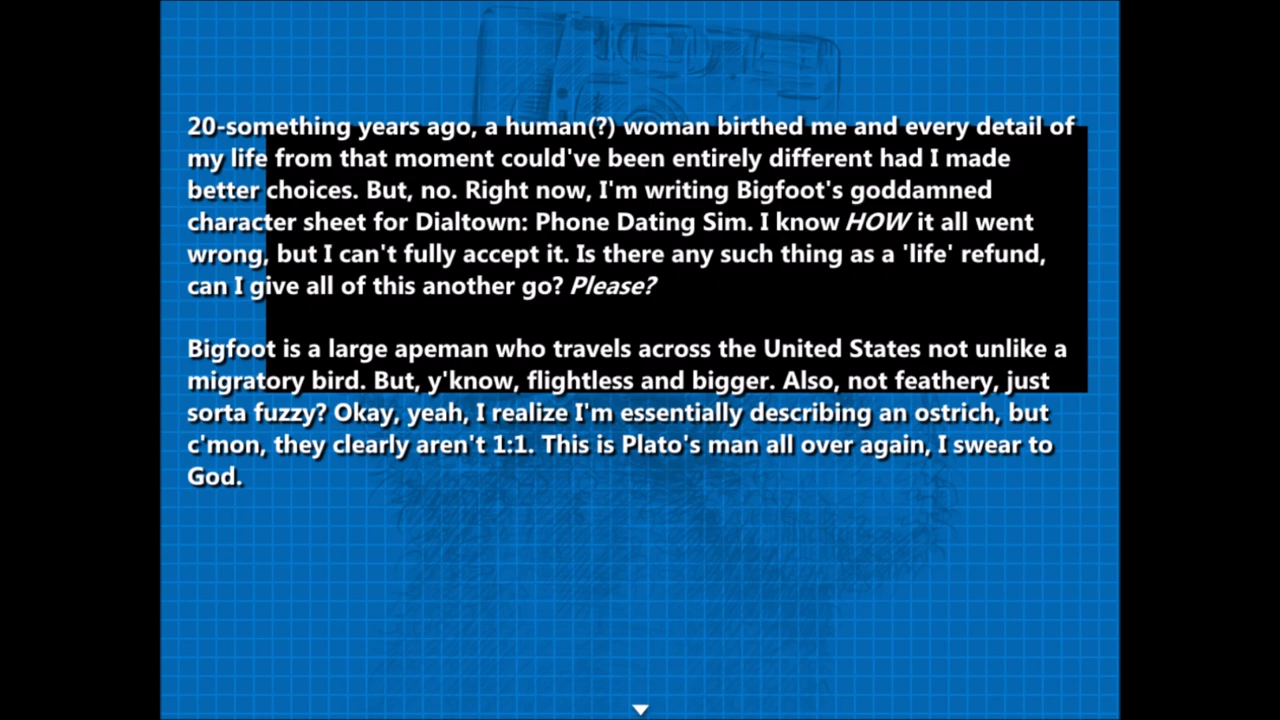 20-something years ago, a human(?) woman birthed me and every detail of
my life from that moment could've been entirely different had I made
better choices. But, no. Right now, I'm writing Bigfoot's goddamned
character sheet for Dialtown: Phone Dating Sim. I know HOW it all went
wrong, but I can't fully accept it. Is there any such thing as a 'life' refund,
can I give all of this another go? Please?
Bigfoot is a large apeman who travels across the United States not unlike a
migratory bird. But, y'know, flightless and bigger. Also, not feathery, just
sorta fuzzy? Okay, yeah, I realize I'm essentially describing an ostrich, but
c'mon, they clearly aren't 1:1. This is Plato's man all over again, I swear to
God.